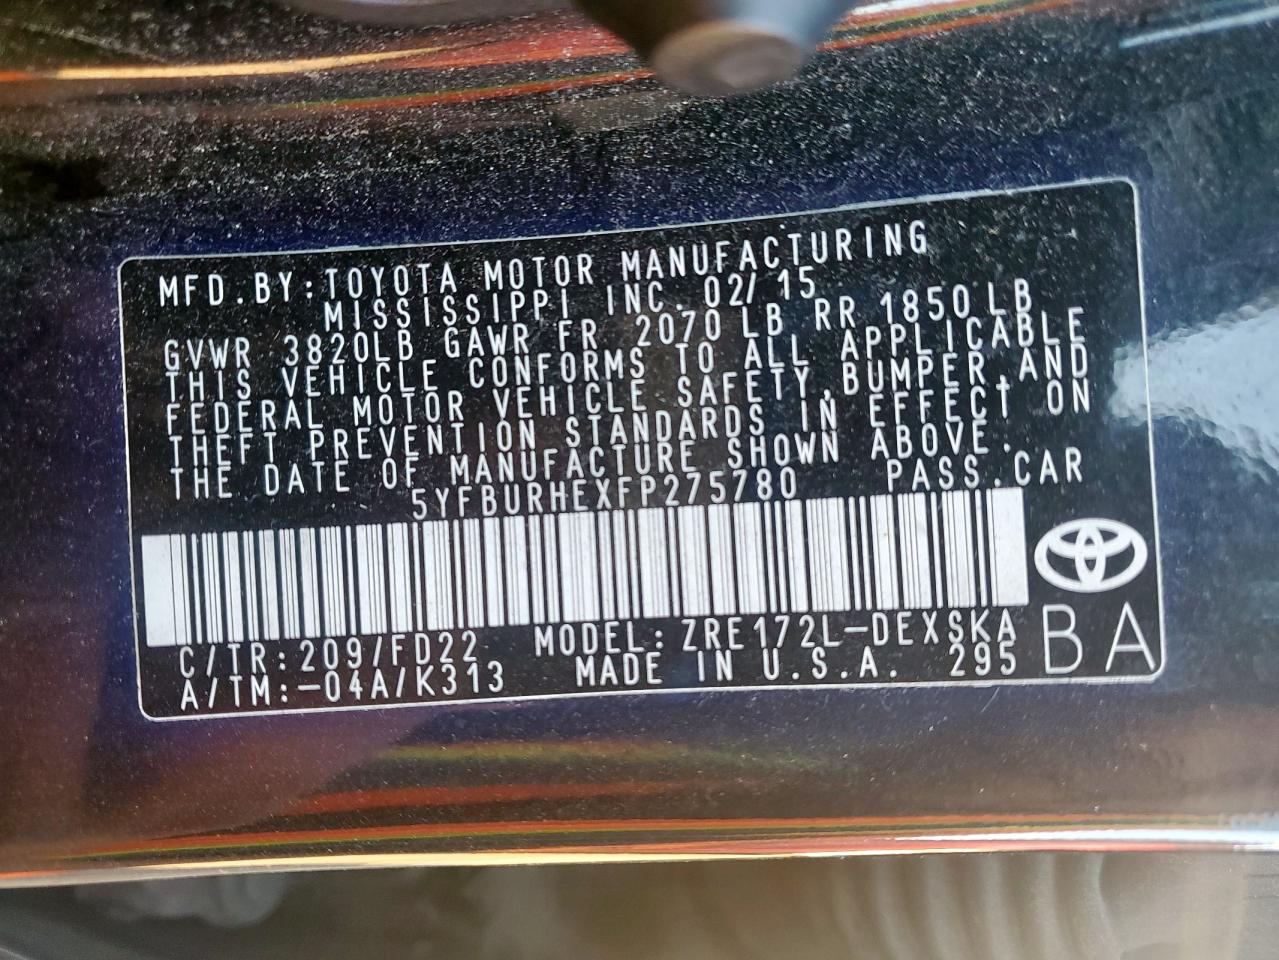 MFD.BY:TOYOTA MOTOR MANUFACTURING
MISSISSIPPI INC. 02/15
GVWR 3820LB GAWR FR 2070LB RR 1850LB
THIS VEHICLE CONFORMS TO ALL APPLICABLE
FEDERAL MOTOR VEHICLE SAFETY,BUMPER,AND
THEFT PREVENTION STANDARDS IN EFFECT ON
THE DATE OF MANUFACTURE SHOWN ABOVE.
5YFBURHEXFP275780 PASS.CAR
C/TR:209/FD22 MODEL:ZRE172L-DEXSKA
A/TM:-04A/K313 MADE IN U.S.A. 295
BA